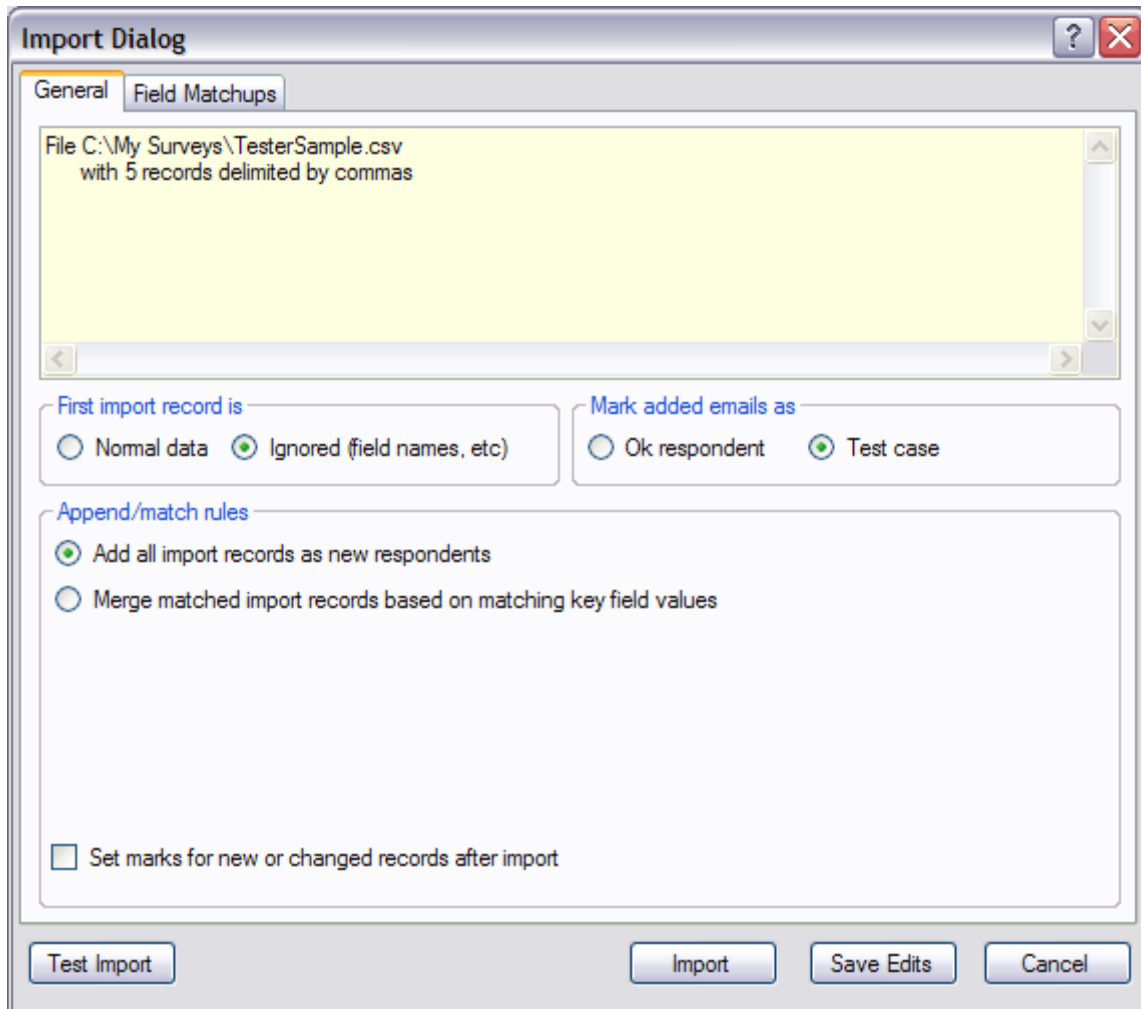 Import Dialog
General
Field Matchups
File C:\My Surveys\TesterSample.csv
with 5 records delimited by commas
First import record is
Normal data
Ignored (field names, etc)
Mark added emails as
Ok respondent
Test case
Append/match rules
Add all import records as new respondents
Merge matched import records based on matching key field values
Set marks for new or changed records after import
Test Import
Import
Save Edits
Cancel